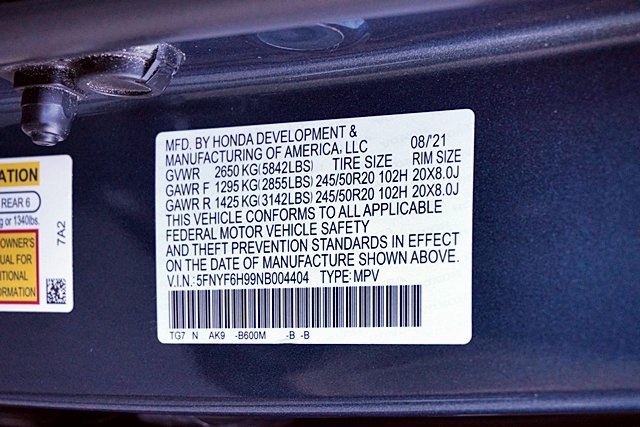 ATION
REAR 6
g or 1340lbs.
OWNER'S
UAL FOR
ITIONAL
ORMATION
7A2
MFD. BY HONDA DEVELOPMENT &
MANUFACTURING OF AMERICA, LLC 08/'21
GVWR 2650 KG(5842LBS) TIRE SIZE RIM SIZE
GAWR F 1295 KG(2855LBS) 245/50R20 102H 20X8.0J
GAWR R 1425 KG(3142LBS) 245/50R20 102H 20X8.0J
THIS VEHICLE CONFORMS TO ALL APPLICABLE
FEDERAL MOTOR VEHICLE SAFETY
AND THEFT PREVENTION STANDARDS IN EFFECT
ON THE DATE OF MANUFACTURE SHOWN ABOVE.
V.I.N.: 5FNYF6H99NB004404 TYPE: MPV
TG7 N AK9 -B600M -B -B